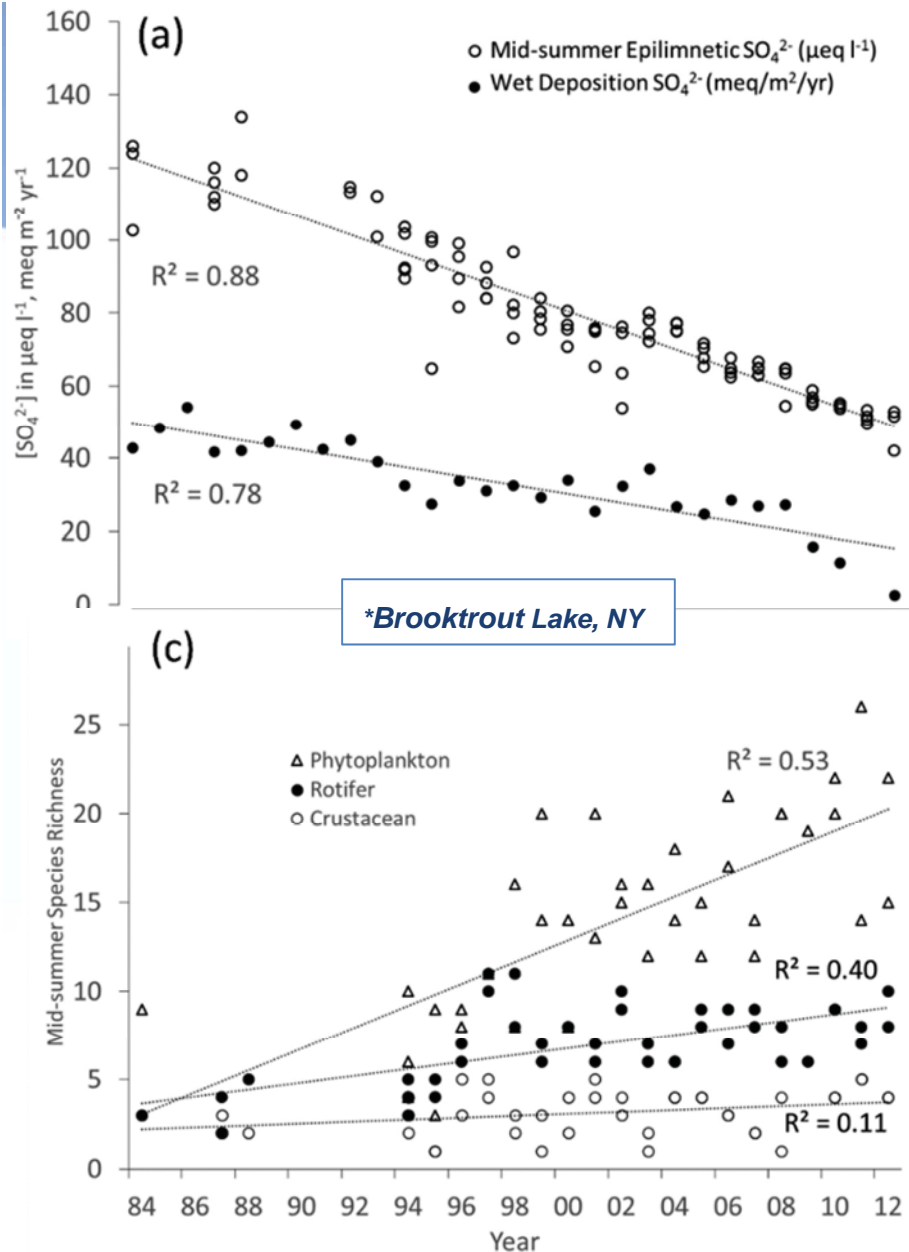 160
(a)
Mid-summer Epilimnetic SO₄²⁻ (µeq l⁻¹)
Wet Deposition SO₄²⁻ (meq/m²/yr)
140
120
100
80
60
40
20
0
[SO₄²⁻] in µeq l⁻¹, meq m⁻² yr⁻¹
R² = 0.88
R² = 0.78
*Brooktrout Lake, NY
(c)
25
20
15
10
5
0
Mid-summer Species Richness
Phytoplankton
Rotifer
Crustacean
R² = 0.53
R² = 0.40
R² = 0.11
84 86 88 90 92 94 96 98 00 02 04 06 08 10 12
Year